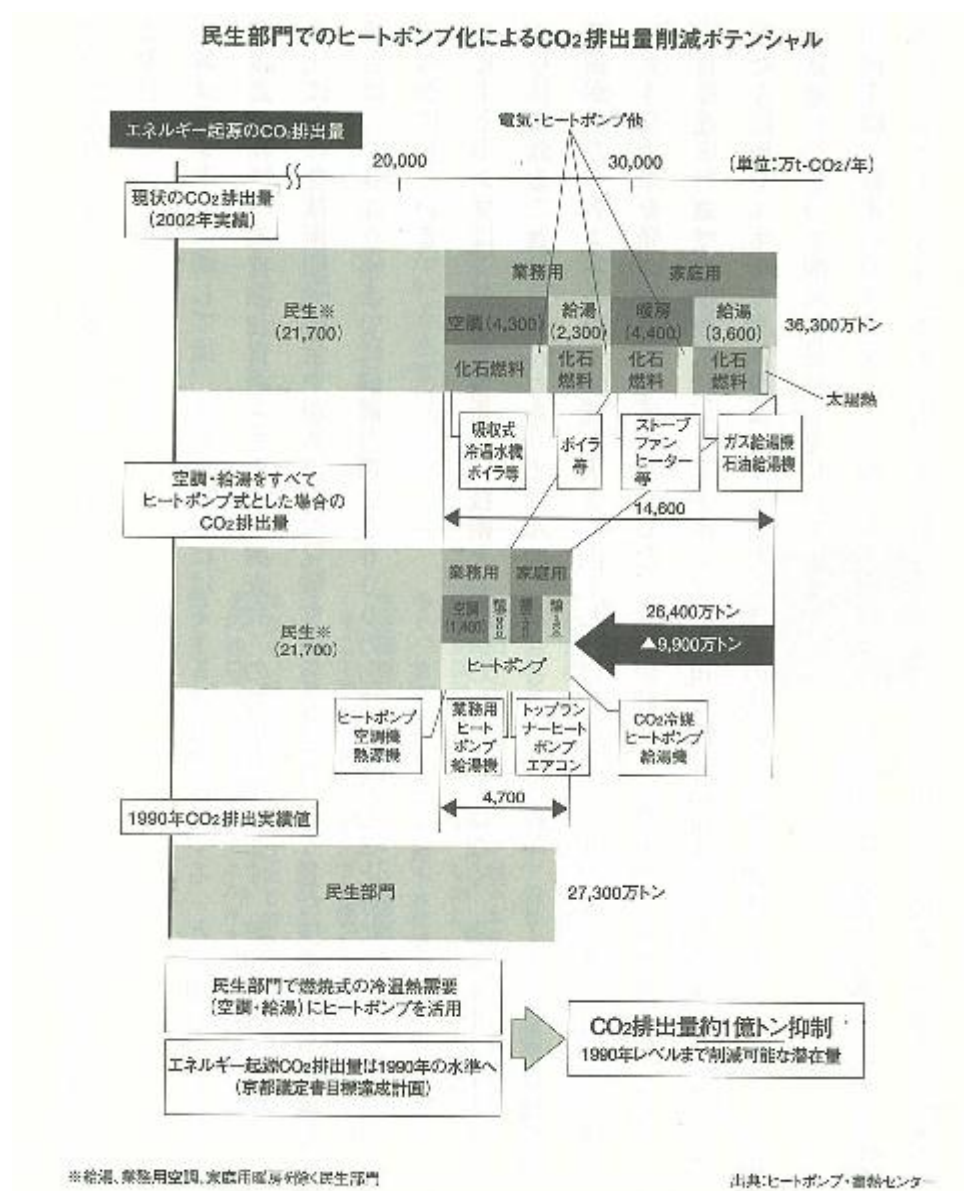 民生部門でのヒートポンプ化によるCO2排出量削減ポテンシャル
エネルギー起源のCO2排出量
電気・ヒートポンプ他
20,000
30,000
(単位:万t-CO2/年)
現状のCO2排出量
(2002年実績)
業務用
家庭用
民生※
(21,700)
空調(4,300)
給湯
(2,300)
暖房
(4,400)
給湯
(3,600)
36,300万トン
化石燃料
化石
燃料
化石
燃料
化石
燃料
太陽熱
吸収式
冷温水機
ボイラ等
ボイラ
等
ストーブ
ファン
ヒーター
等
ガス給湯機
石油給湯機
空調・給湯をすべて
ヒートポンプ式とした場合の
CO2排出量
14,600
業務用
家庭用
民生※
(21,700)
空調
(1,400)
26,400万トン
▲9,900万トン
ヒートポンプ
ヒートポンプ
空調機
熱源機
業務用
ヒート
ポンプ
給湯機
トップラン
ナーヒート
ポンプ
エアコン
CO2冷媒
ヒートポンプ
給湯機
4,700
1990年CO2排出実績値
民生部門
27,300万トン
民生部門で燃焼式の冷温熱需要
(空調・給湯)にヒートポンプを活用
エネルギー起源CO2排出量は1990年の水準へ
(京都議定書目標達成計画)
CO2排出量約1億トン抑制
1990年レベルまで削減可能な潜在量
※給湯、業務用空調、家庭用暖房を除く民生部門
出典:ヒートポンプ・蓄熱センター